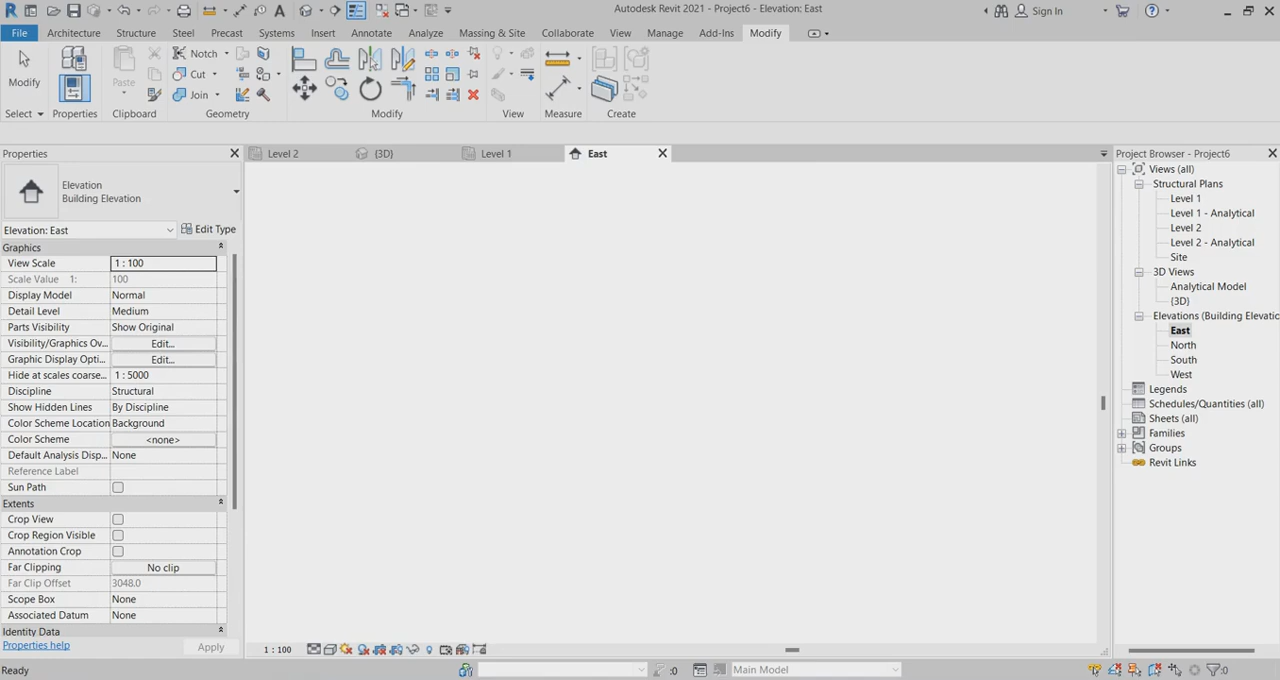 Autodesk Revit 2021 - Project6 - Elevation: East
Sign In
File Architecture Structure Steel Precast Systems Insert Annotate Analyze Massing & Site Collaborate View Manage Add-Ins Modify
Modify
Paste
Notch
Cut
Join
Select Properties Clipboard Geometry Modify View Measure Create
Properties
Level 2
{3D}
Level 1
East
Project Browser - Project6
Elevation
Building Elevation
Elevation: East
Edit Type
Graphics
View Scale 1 : 100
Scale Value 1: 100
Display Model Normal
Detail Level Medium
Parts Visibility Show Original
Visibility/Graphics Ov... Edit...
Graphic Display Opti... Edit...
Hide at scales coarse... 1 : 5000
Discipline Structural
Show Hidden Lines By Discipline
Color Scheme Location Background
Color Scheme <none>
Default Analysis Disp... None
Reference Label
Sun Path
Extents
Crop View
Crop Region Visible
Annotation Crop
Far Clipping No clip
Far Clip Offset 3048.0
Scope Box None
Associated Datum None
Identity Data
Properties help
Apply
Views (all)
Structural Plans
Level 1
Level 1 - Analytical
Level 2
Level 2 - Analytical
Site
3D Views
Analytical Model
{3D}
Elevations (Building Elevatio
East
North
South
West
Legends
Schedules/Quantities (all)
Sheets (all)
Families
Groups
Revit Links
1 : 100
Ready
:0
Main Model
:0